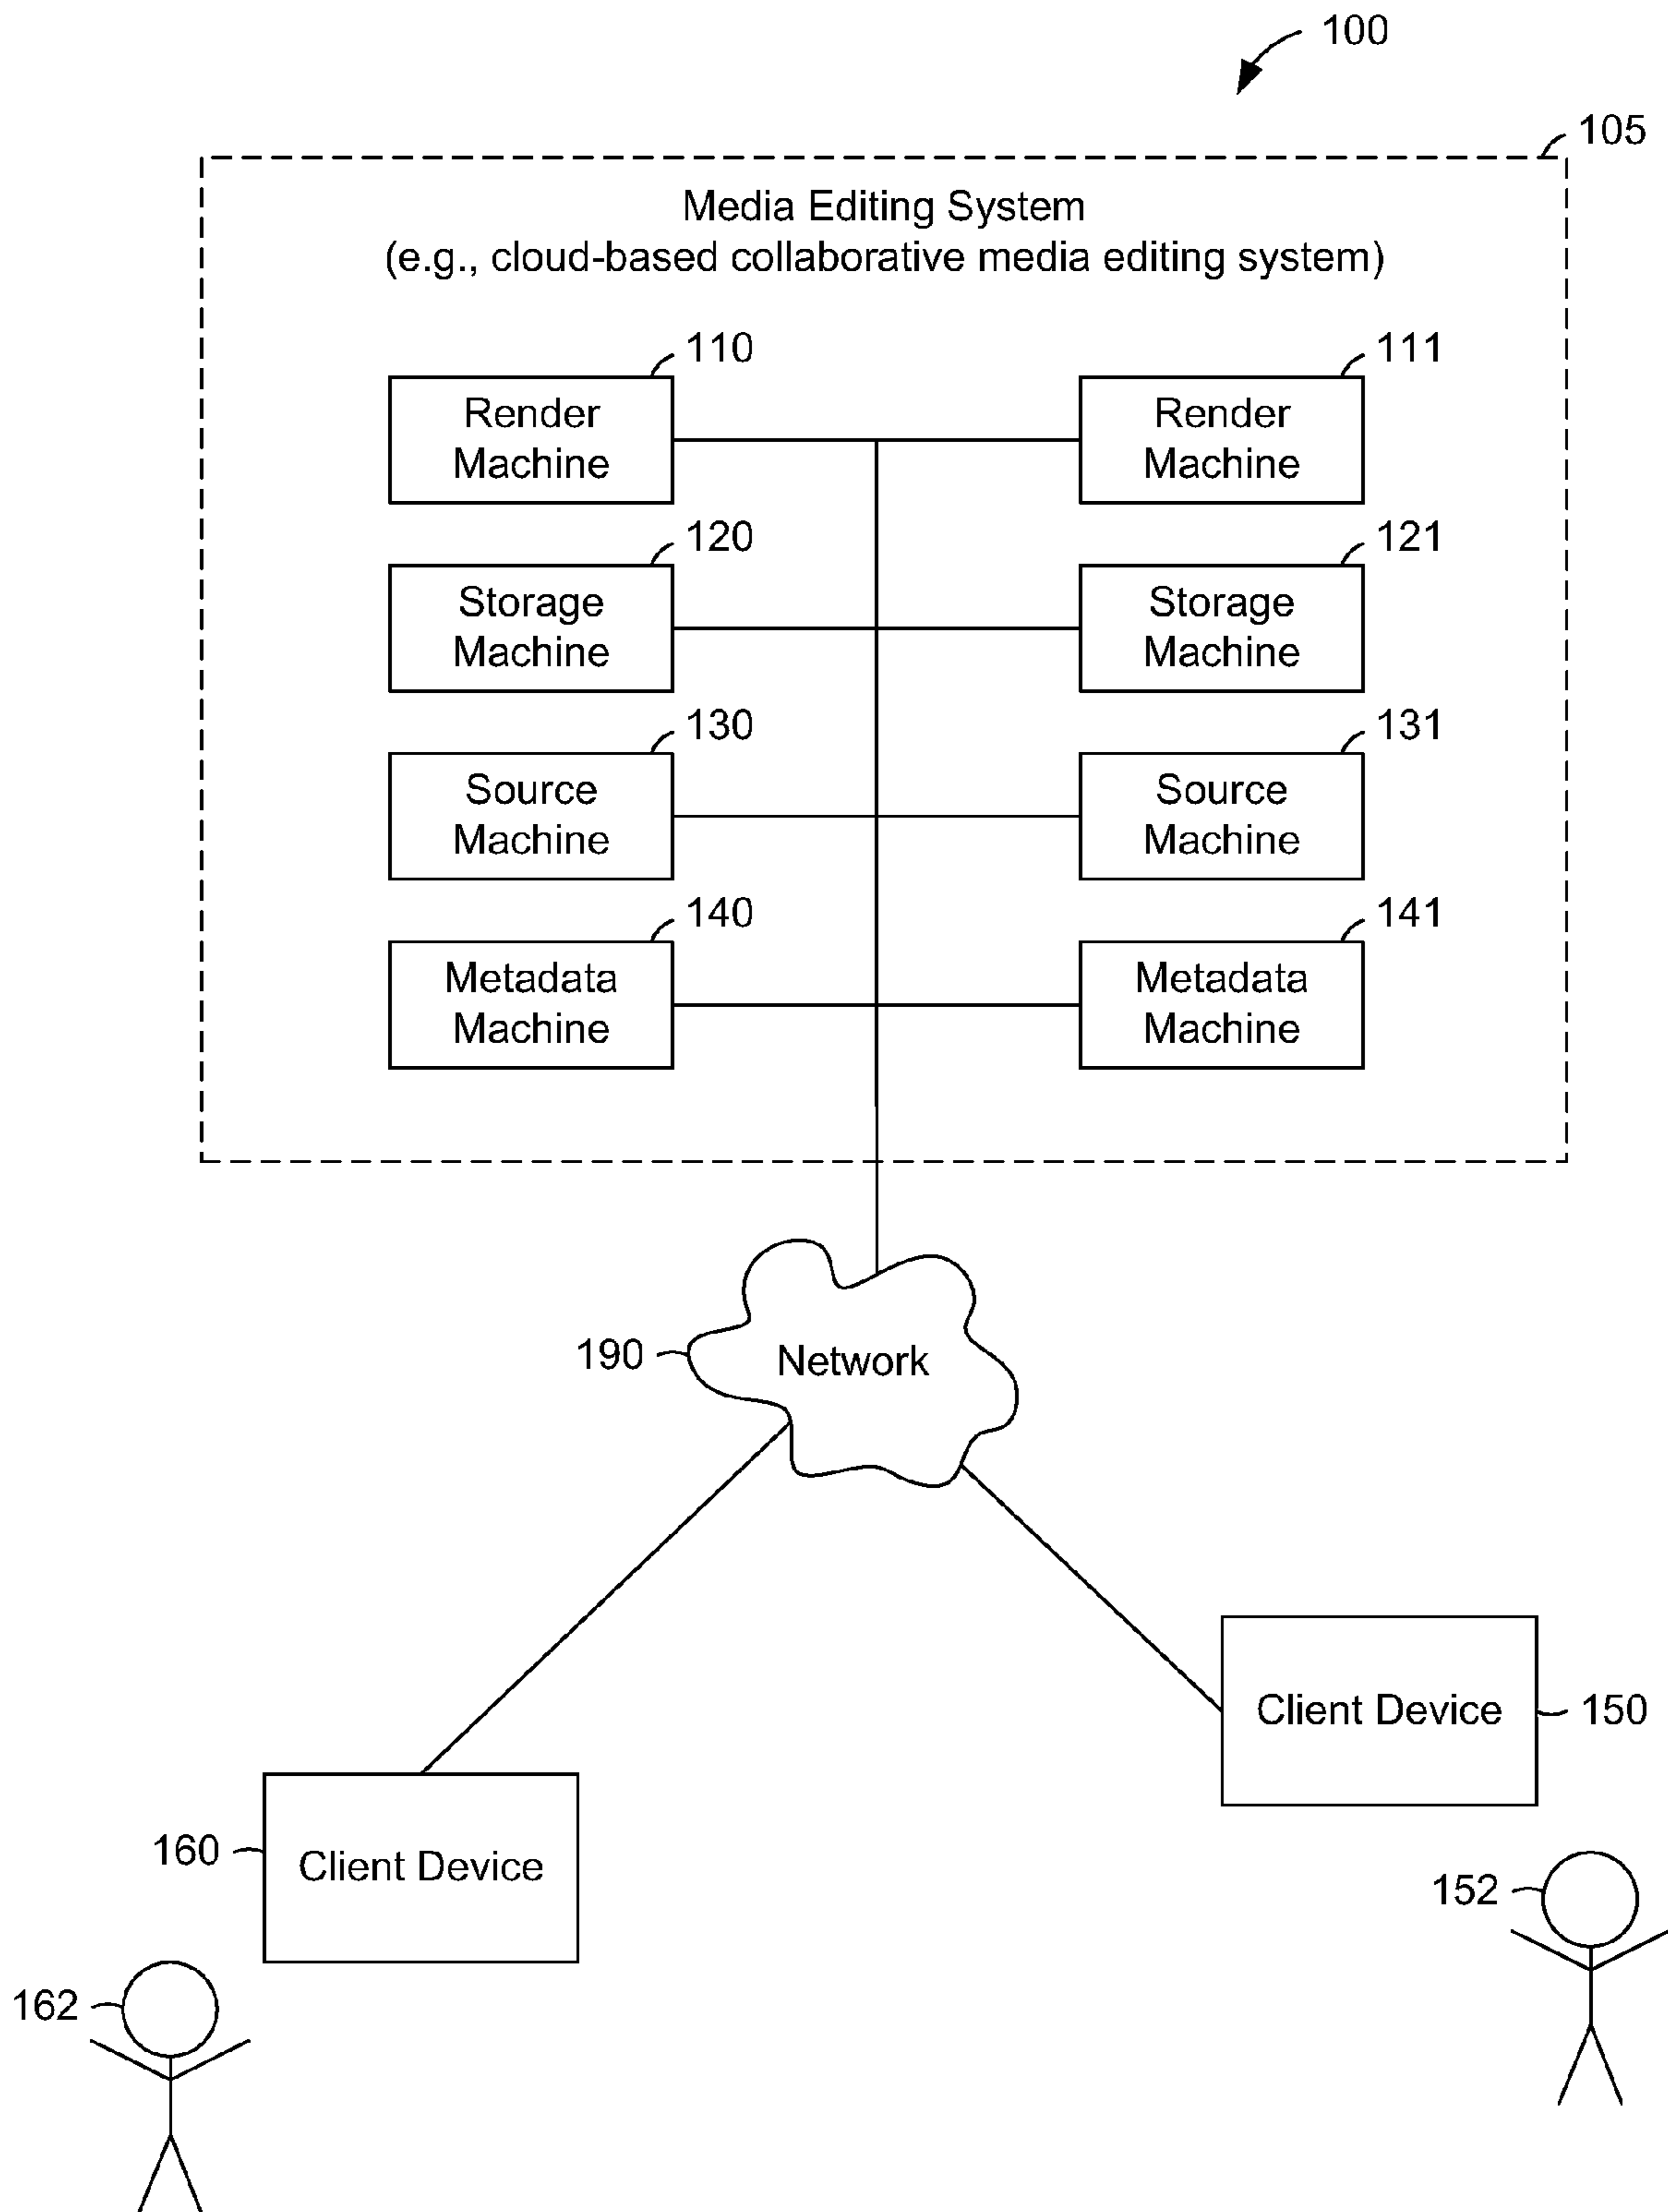 100
105
Media Editing System
(e.g., cloud-based collaborative media editing system)
110
111
Render
Machine
Render
Machine
120
121
Storage
Machine
Storage
Machine
130
131
Source
Machine
Source
Machine
140
141
Metadata
Machine
Metadata
Machine
190
Network
Client Device
150
160
Client Device
152
162